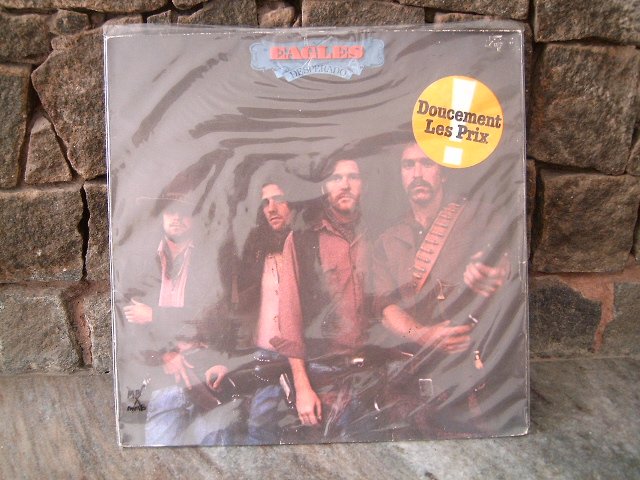 EAGLES
DESPERADO
Doucement
Les Prix
!